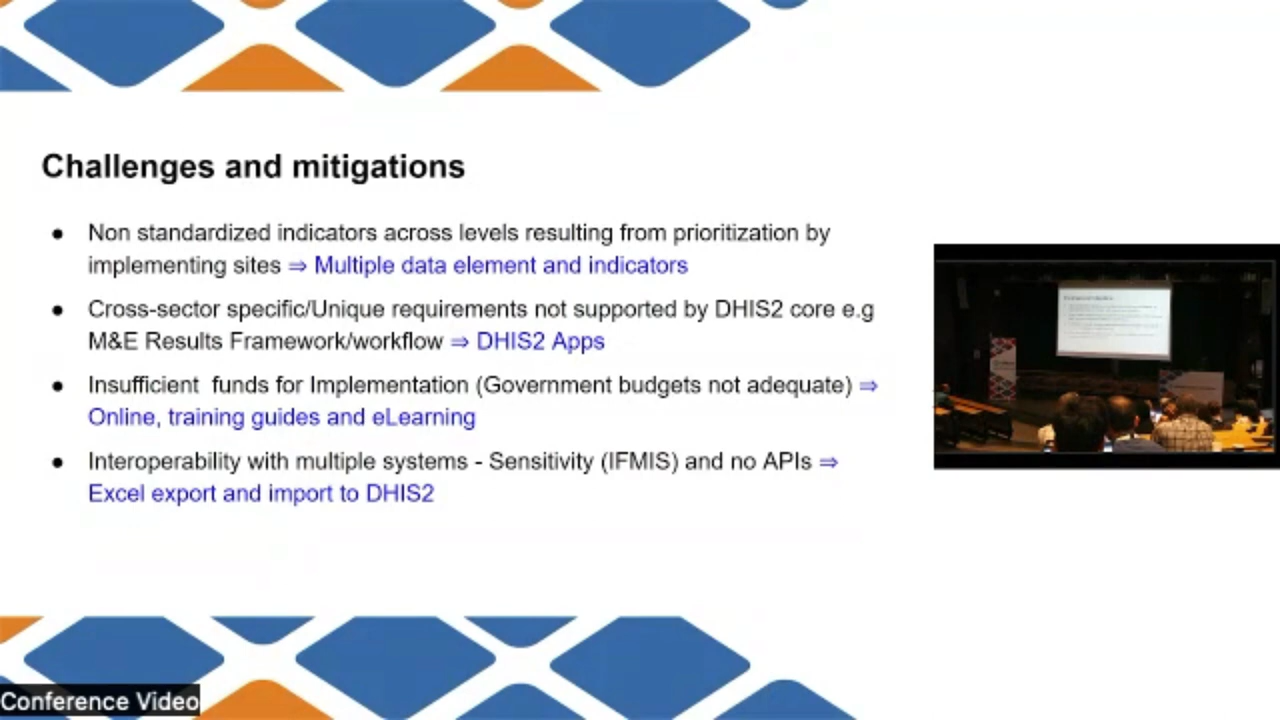 Challenges and mitigations
● Non standardized indicators across levels resulting from prioritization by
implementing sites ⇒ Multiple data element and indicators
● Cross-sector specific/Unique requirements not supported by DHIS2 core e.g
M&E Results Framework/workflow ⇒ DHIS2 Apps
● Insufficient  funds for Implementation (Government budgets not adequate) ⇒
Online, training guides and eLearning
● Interoperability with multiple systems - Sensitivity (IFMIS) and no APIs ⇒
Excel export and import to DHIS2
Conference Video